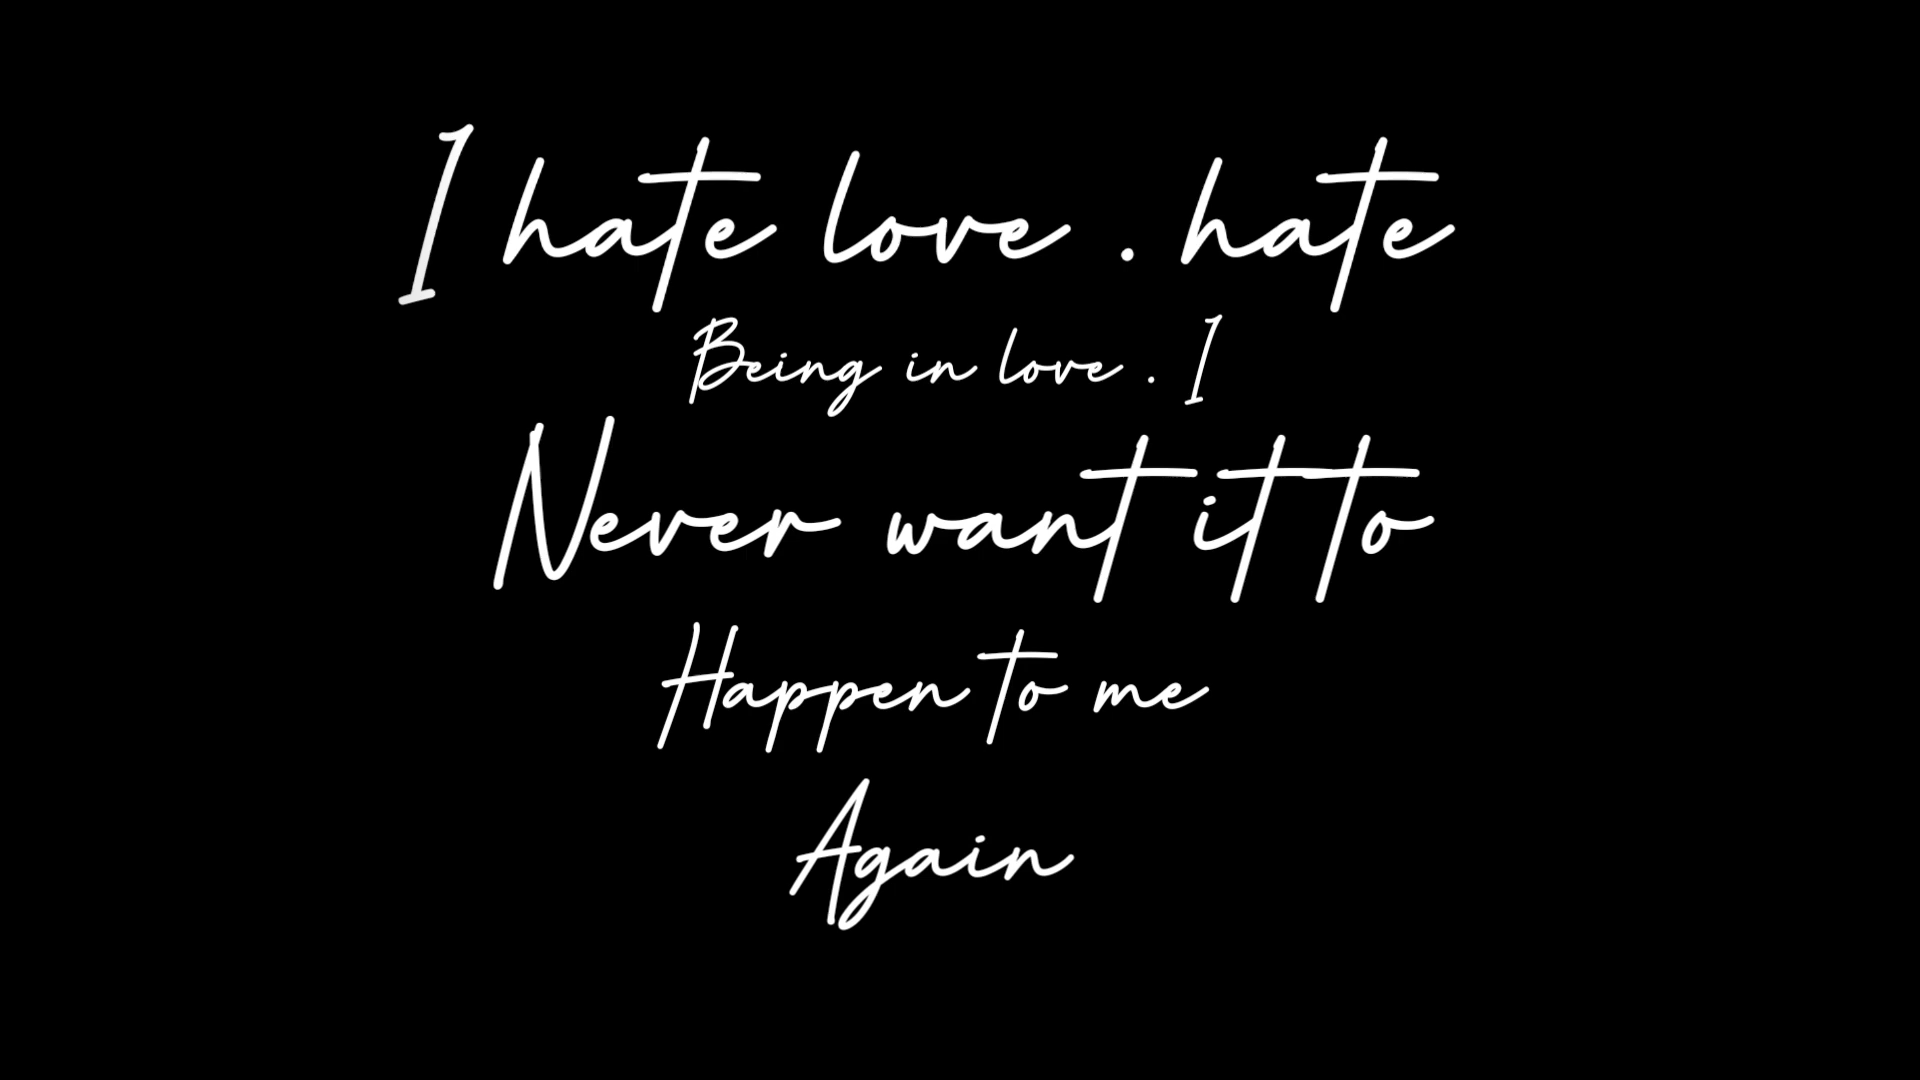 I hate love . hate
Being in love . I
Never want it to
Happen to me
Again